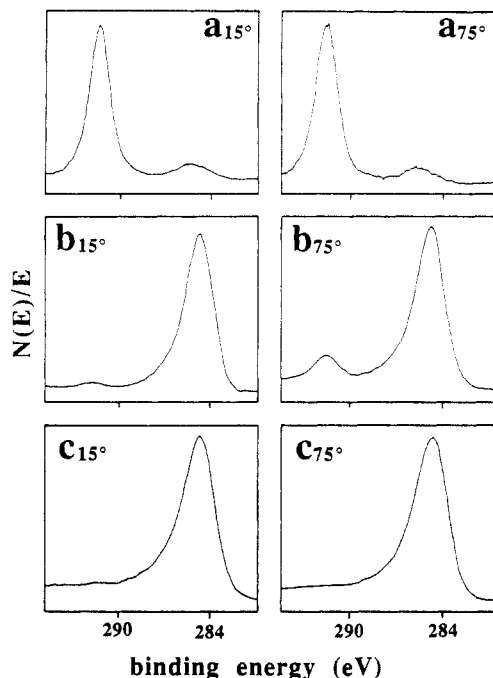 a15°
a75°
b15°
b75°
c15°
c75°
N(E)/E
290 284 290 284
binding energy (eV)